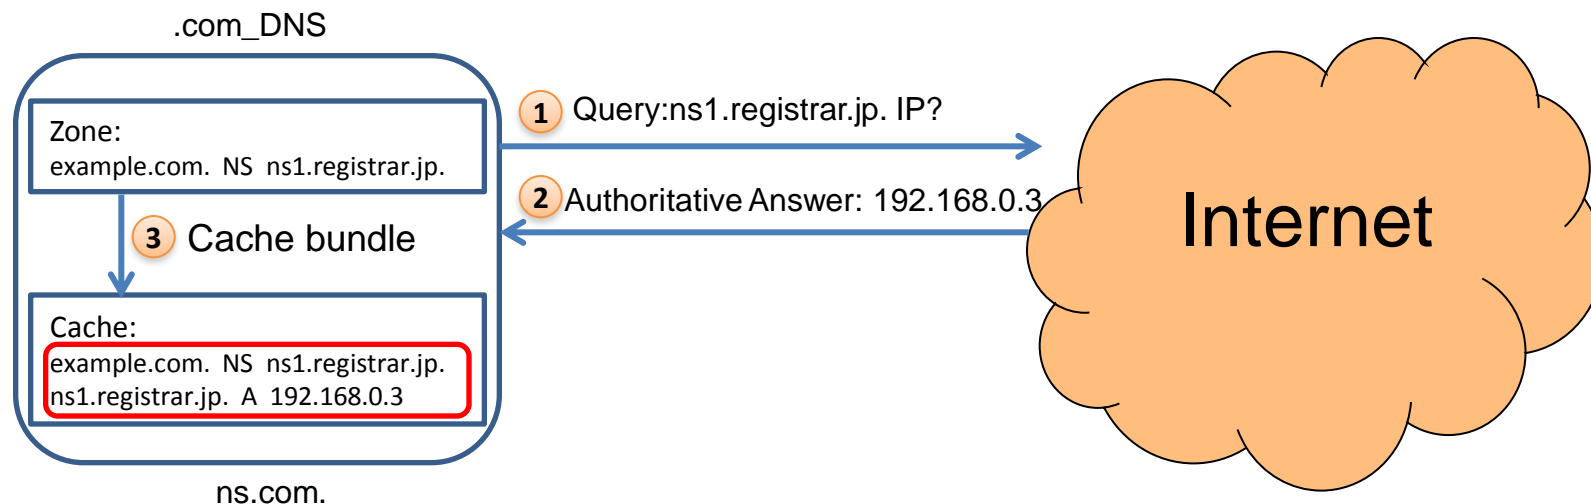 .com_DNS
Zone:
example.com. NS ns1.registrar.jp.
1 Query:ns1.registrar.jp. IP?
2 Authoritative Answer: 192.168.0.3
3 Cache bundle
Cache:
example.com. NS ns1.registrar.jp.
ns1.registrar.jp. A 192.168.0.3
ns.com.
Internet